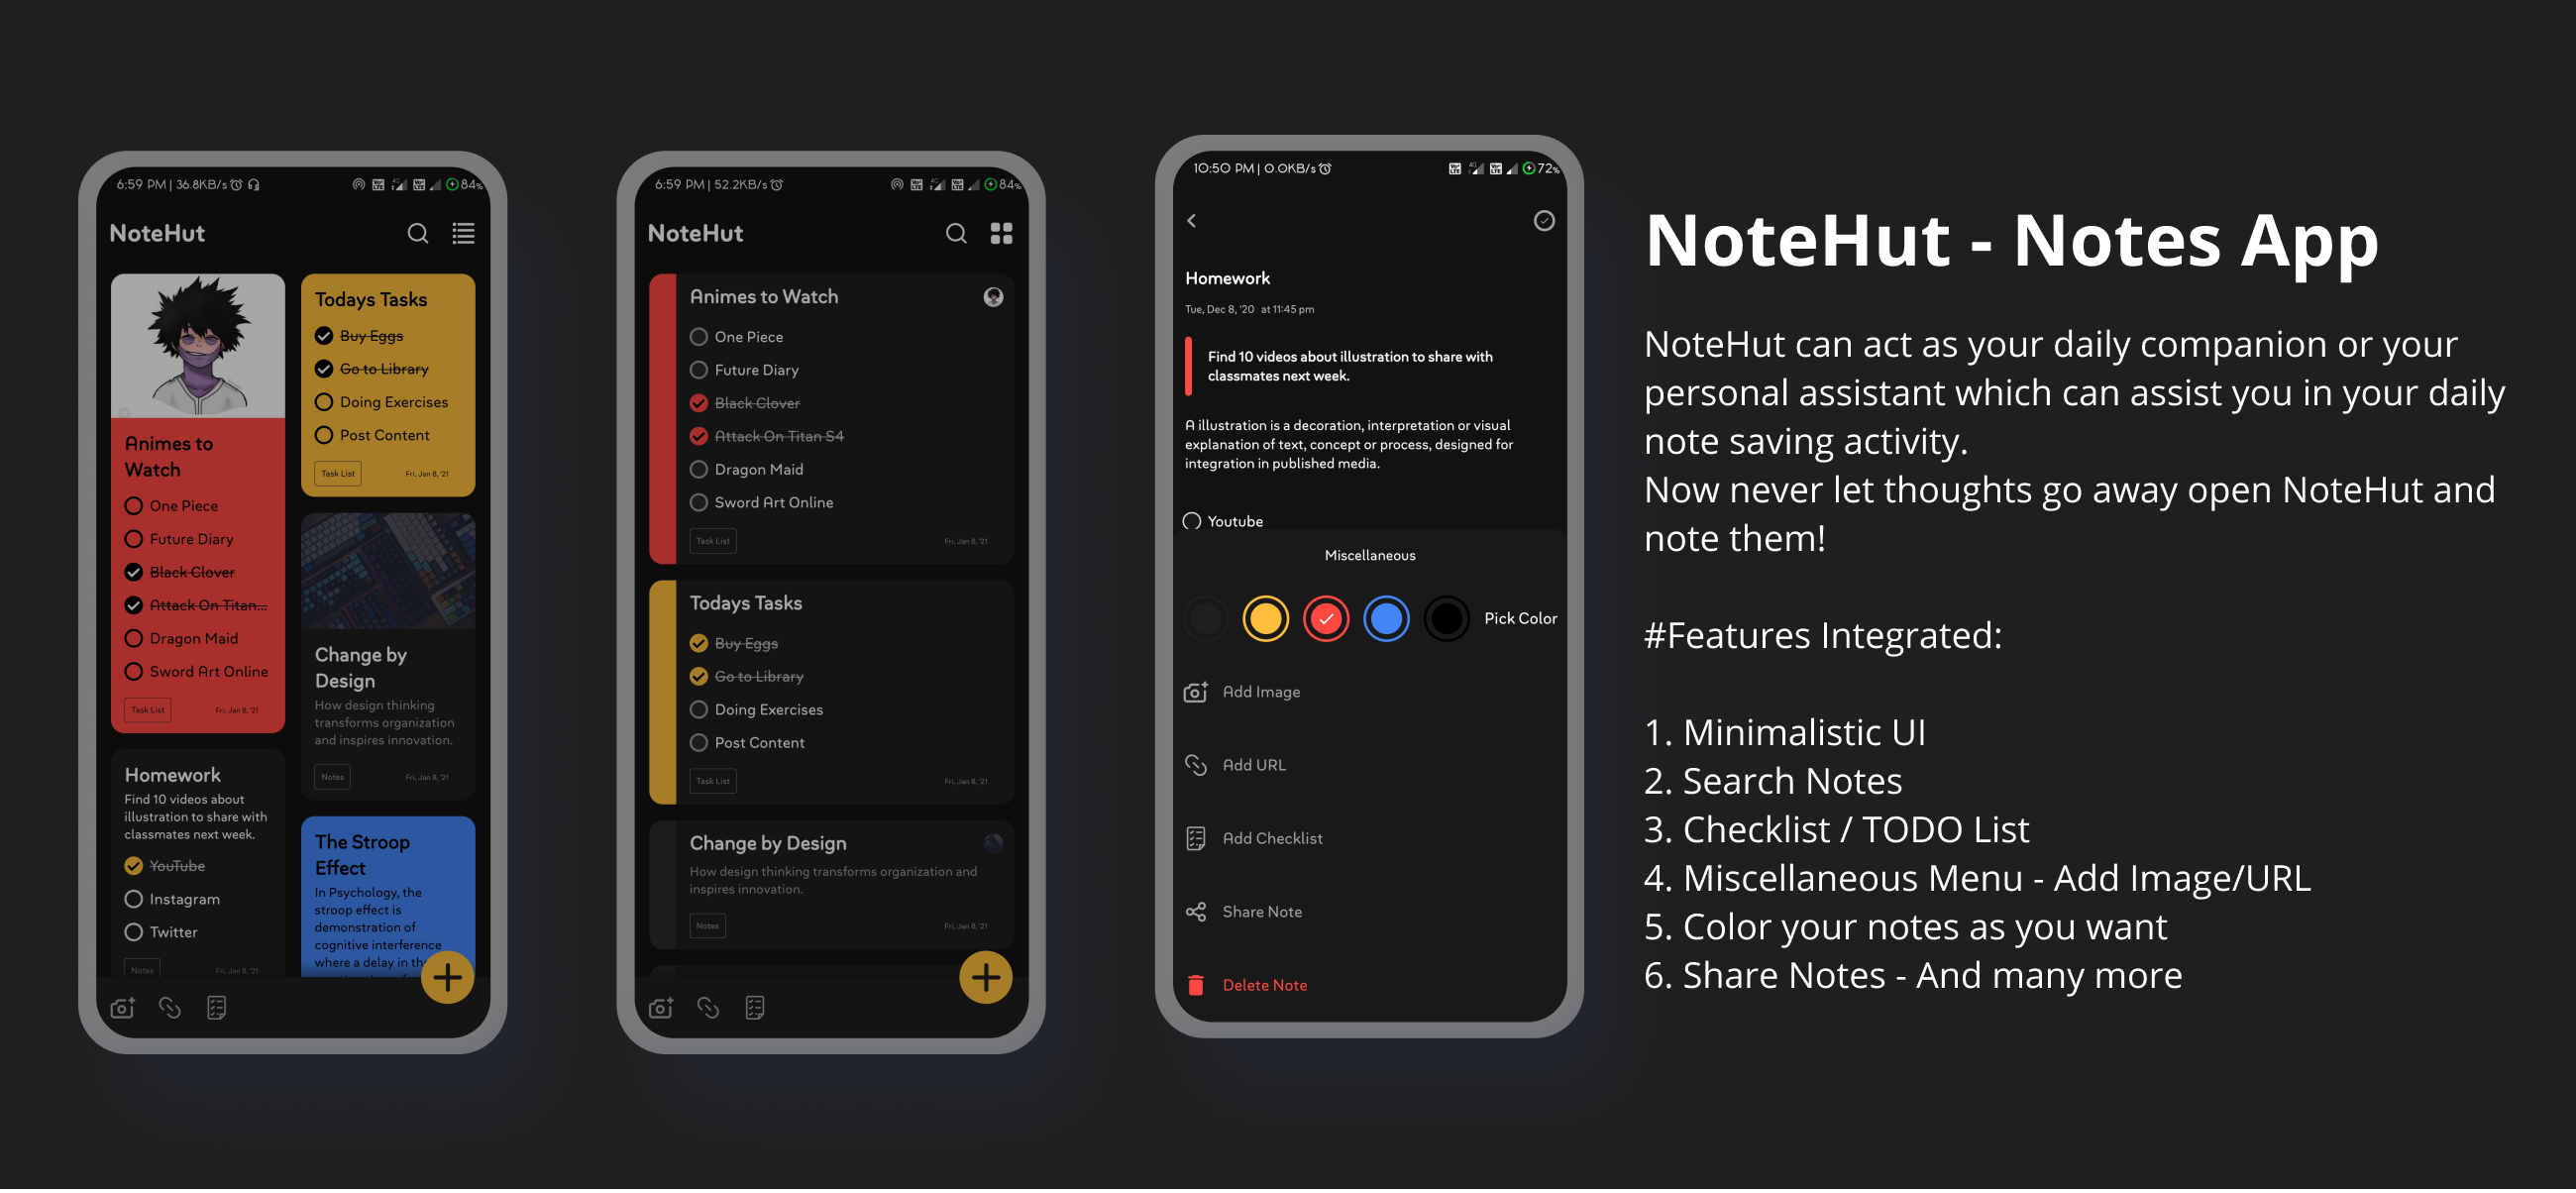 6:59 PM | 36.8KB/s
84%
NoteHut
Animes to
Watch
One Piece
Future Diary
Black Clover
Attack On Titan...
Dragon Maid
Sword Art Online
Task List
Fri, Jan 8, '21
Homework
Find 10 videos about
illustration to share with
classmates next week.
YouTube
Instagram
Twitter
Notes
Fri, Jan 8, '21
Todays Tasks
Buy Eggs
Go to Library
Doing Exercises
Post Content
Task List
Fri, Jan 8, '21
Change by
Design
How design thinking
transforms organization
and inspires innovation.
Notes
Fri, Jan 8, '21
The Stroop
Effect
In Psychology, the
stroop effect is
demonstration of
cognitive interference
where a delay in the
6:59 PM | 52.2KB/s
84%
NoteHut
Animes to Watch
One Piece
Future Diary
Black Clover
Attack On Titan S4
Dragon Maid
Sword Art Online
Task List
Fri, Jan 8, '21
Todays Tasks
Buy Eggs
Go to Library
Doing Exercises
Post Content
Task List
Fri, Jan 8, '21
Change by Design
How design thinking transforms organization and
inspires innovation.
Notes
Fri, Jan 8, '21
10:50 PM | 0.0KB/s
72%
Homework
Tue, Dec 8, '20 at 11:45 pm
Find 10 videos about illustration to share with
classmates next week.
A illustration is a decoration, interpretation or visual
explanation of text, concept or process, designed for
integration in published media.
Youtube
Miscellaneous
Pick Color
Add Image
Add URL
Add Checklist
Share Note
Delete Note
NoteHut - Notes App
NoteHut can act as your daily companion or your
personal assistant which can assist you in your daily
note saving activity.
Now never let thoughts go away open NoteHut and
note them!
#Features Integrated:
1. Minimalistic UI
2. Search Notes
3. Checklist / TODO List
4. Miscellaneous Menu - Add Image/URL
5. Color your notes as you want
6. Share Notes - And many more